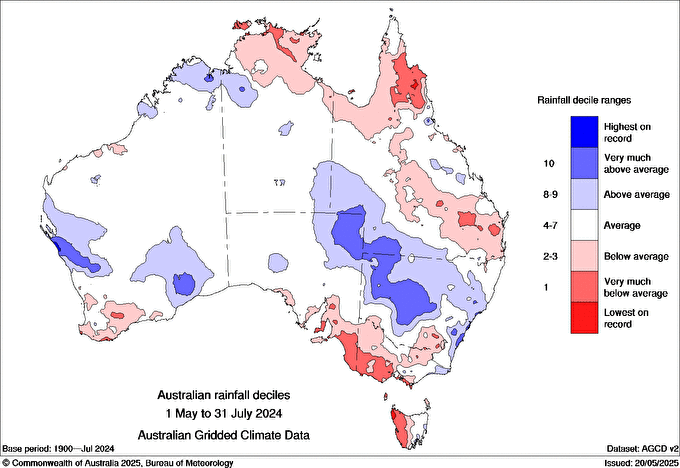 Rainfall decile ranges
Highest on
record
10
Very much
above average
8-9
Above average
4-7
Average
2-3
Below average
1
Very much
below average
Lowest on
record
Australian rainfall deciles
1 May to 31 July 2024
Australian Gridded Climate Data
Base period: 1900—Jul 2024
Dataset: AGCD v2
© Commonwealth of Australia 2025, Bureau of Meteorology
Issued: 20/05/2025